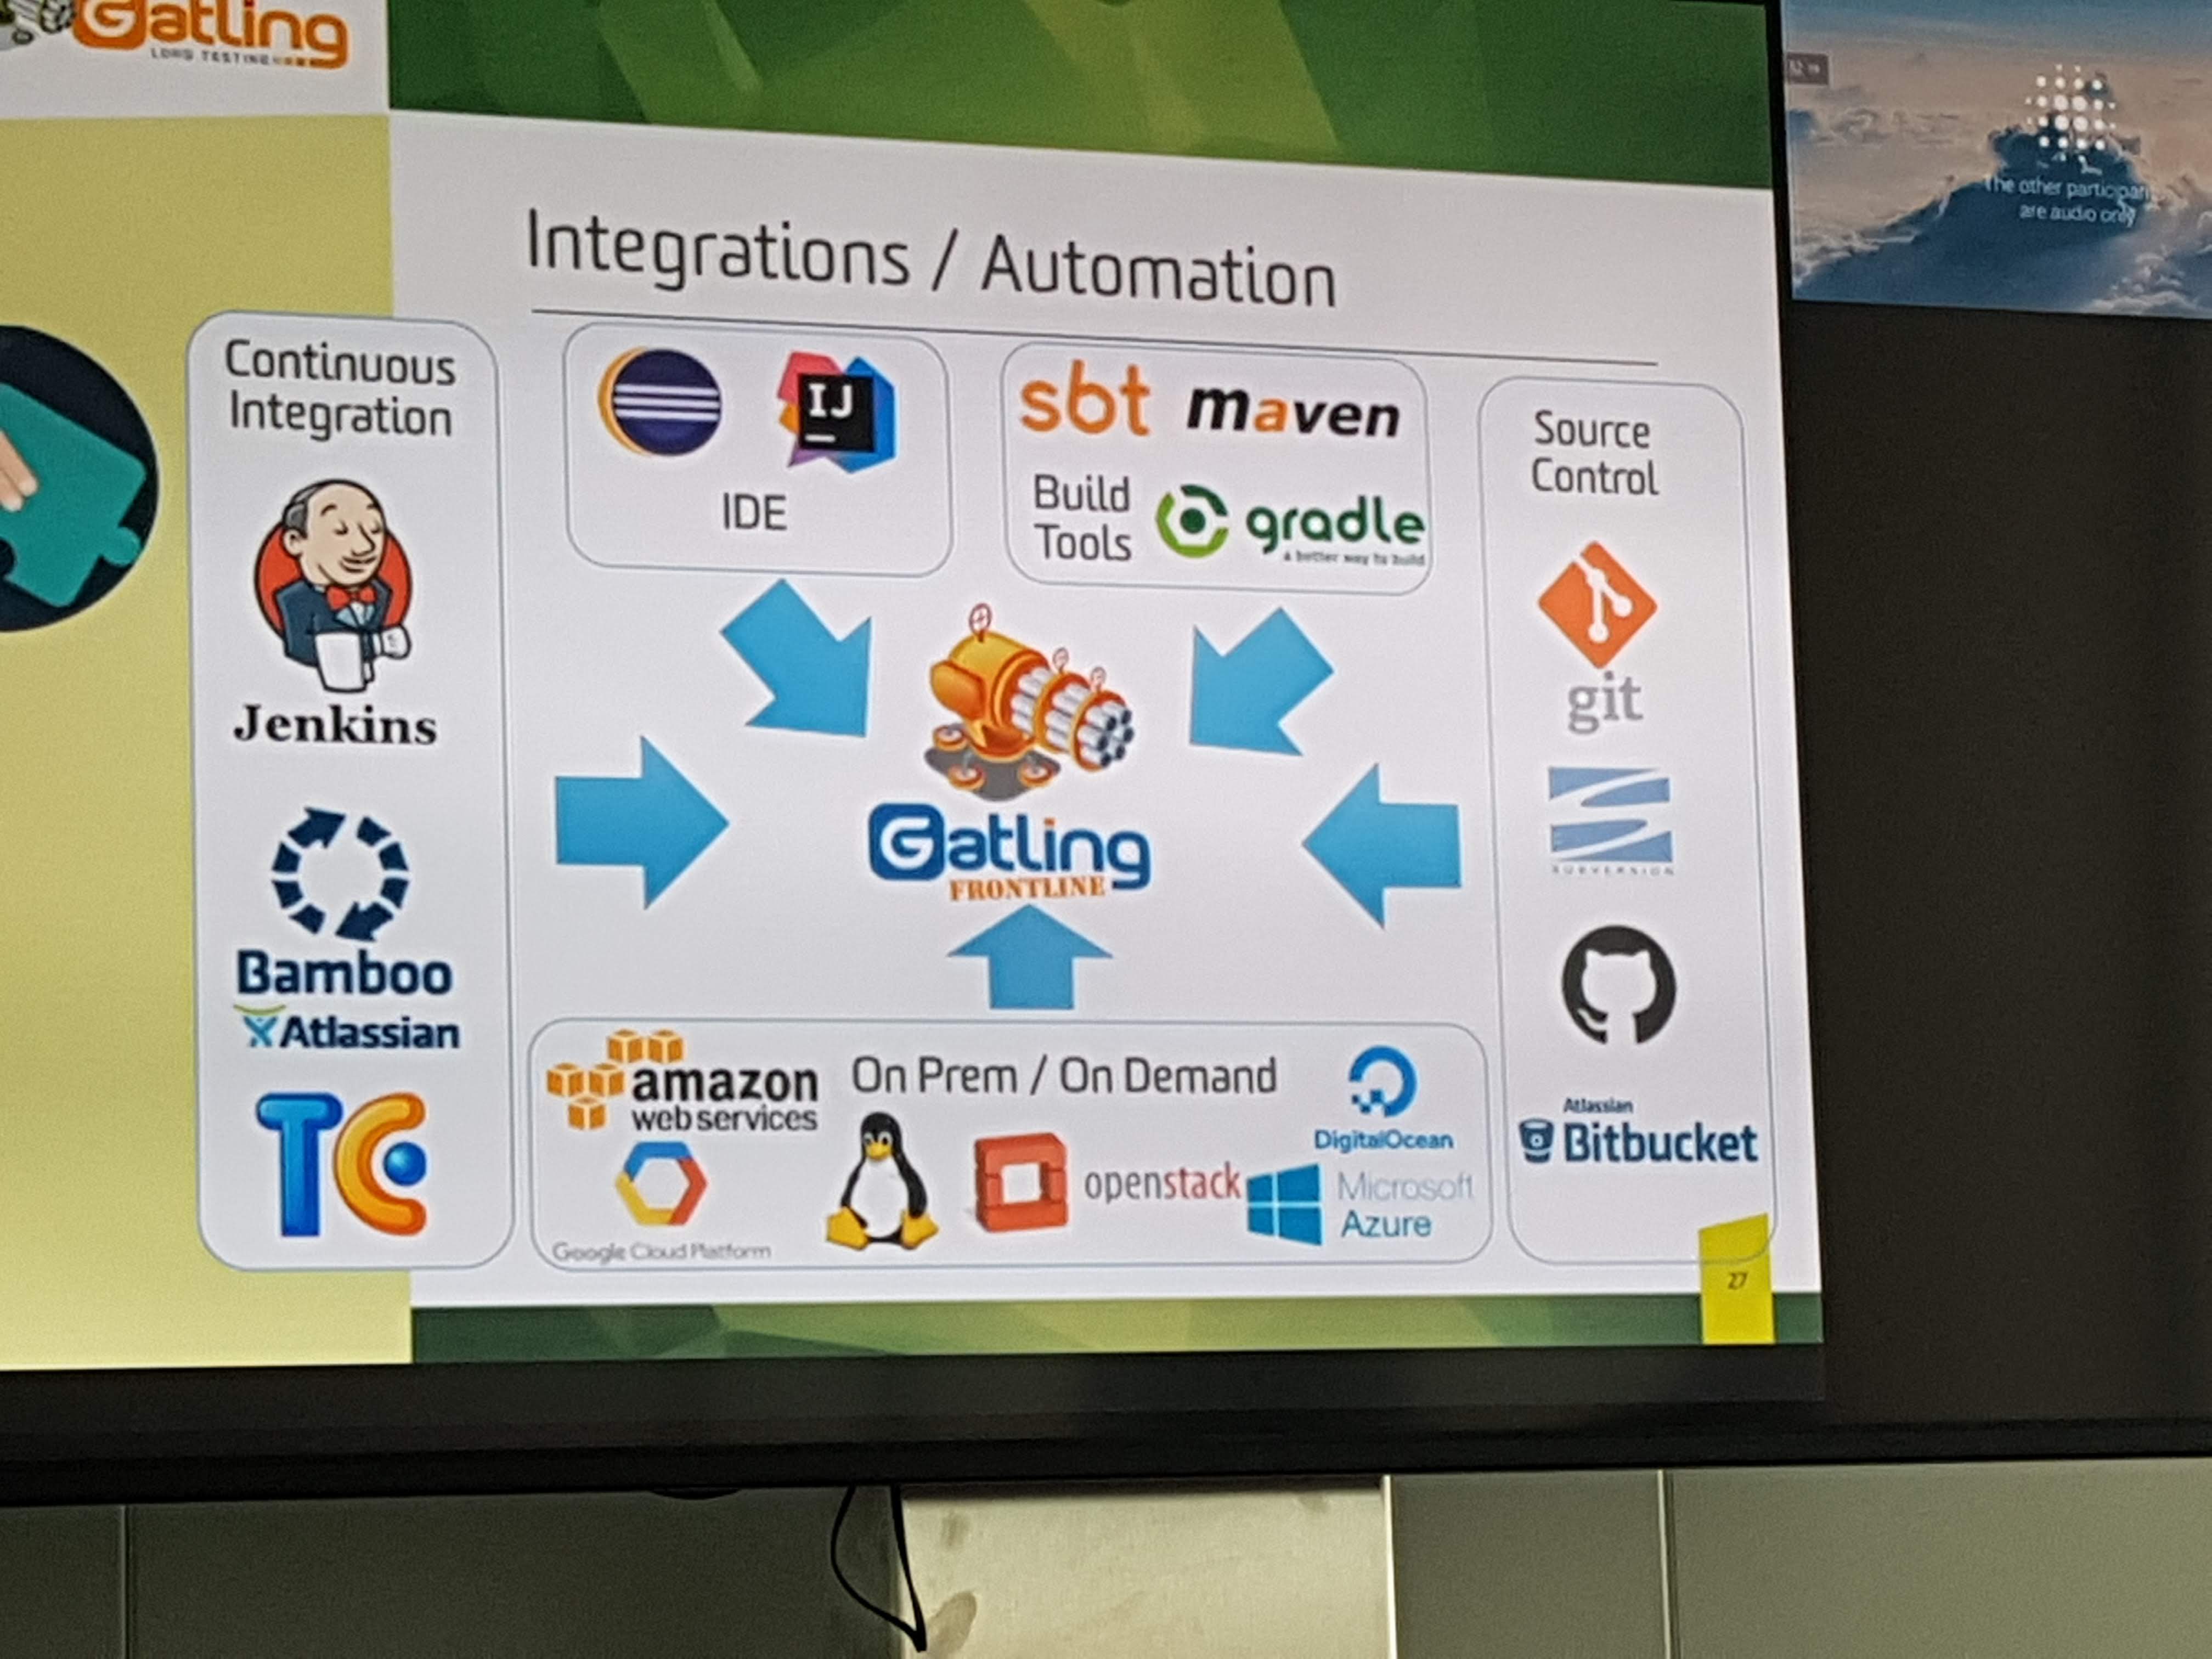 Gatling
LOAD TESTING
The other participan
are audio only
Integrations / Automation
Continuous
Integration
Jenkins
Bamboo
Atlassian
TC
IJ
IDE
sbt maven
Build
Tools
gradle
a better way to build
Source
Control
git
SUBVERSION
Atlassian
Bitbucket
Gatling
FRONTLINE
amazon
web services
On Prem / On Demand
DigitalOcean
Google Cloud Platform
openstack
Microsoft
Azure
27